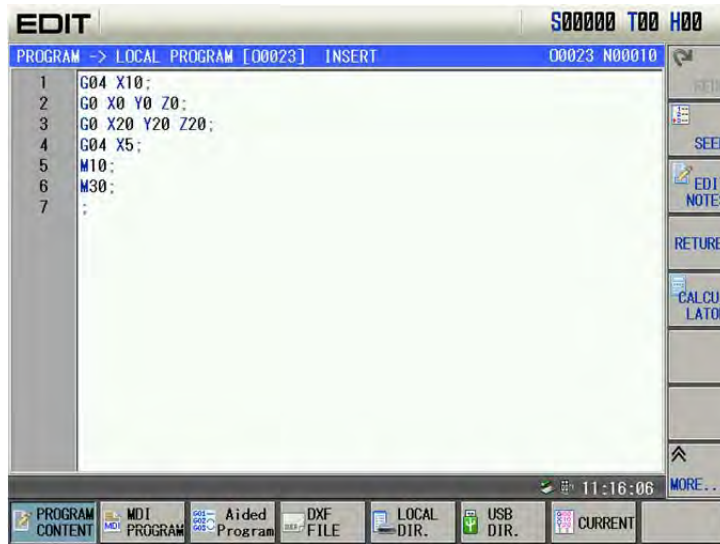 EDIT
S00000 T00 H00
PROGRAM -> LOCAL PROGRAM [O0023] INSERT
O0023 N00010
1 G04 X10;
2 G0 X0 Y0 Z0;
3 G0 X20 Y20 Z20;
4 G04 X5;
5 M10;
6 M30;
7 ;
SEE
EDI
NOTE
RETURE
CALCU
LATO
MORE..
11:16:06
PROGRAM
CONTENT
MDI
MDI
PROGRAM
Aided
Program
DXF
FILE
LOCAL
DIR.
USB
DIR.
CURRENT